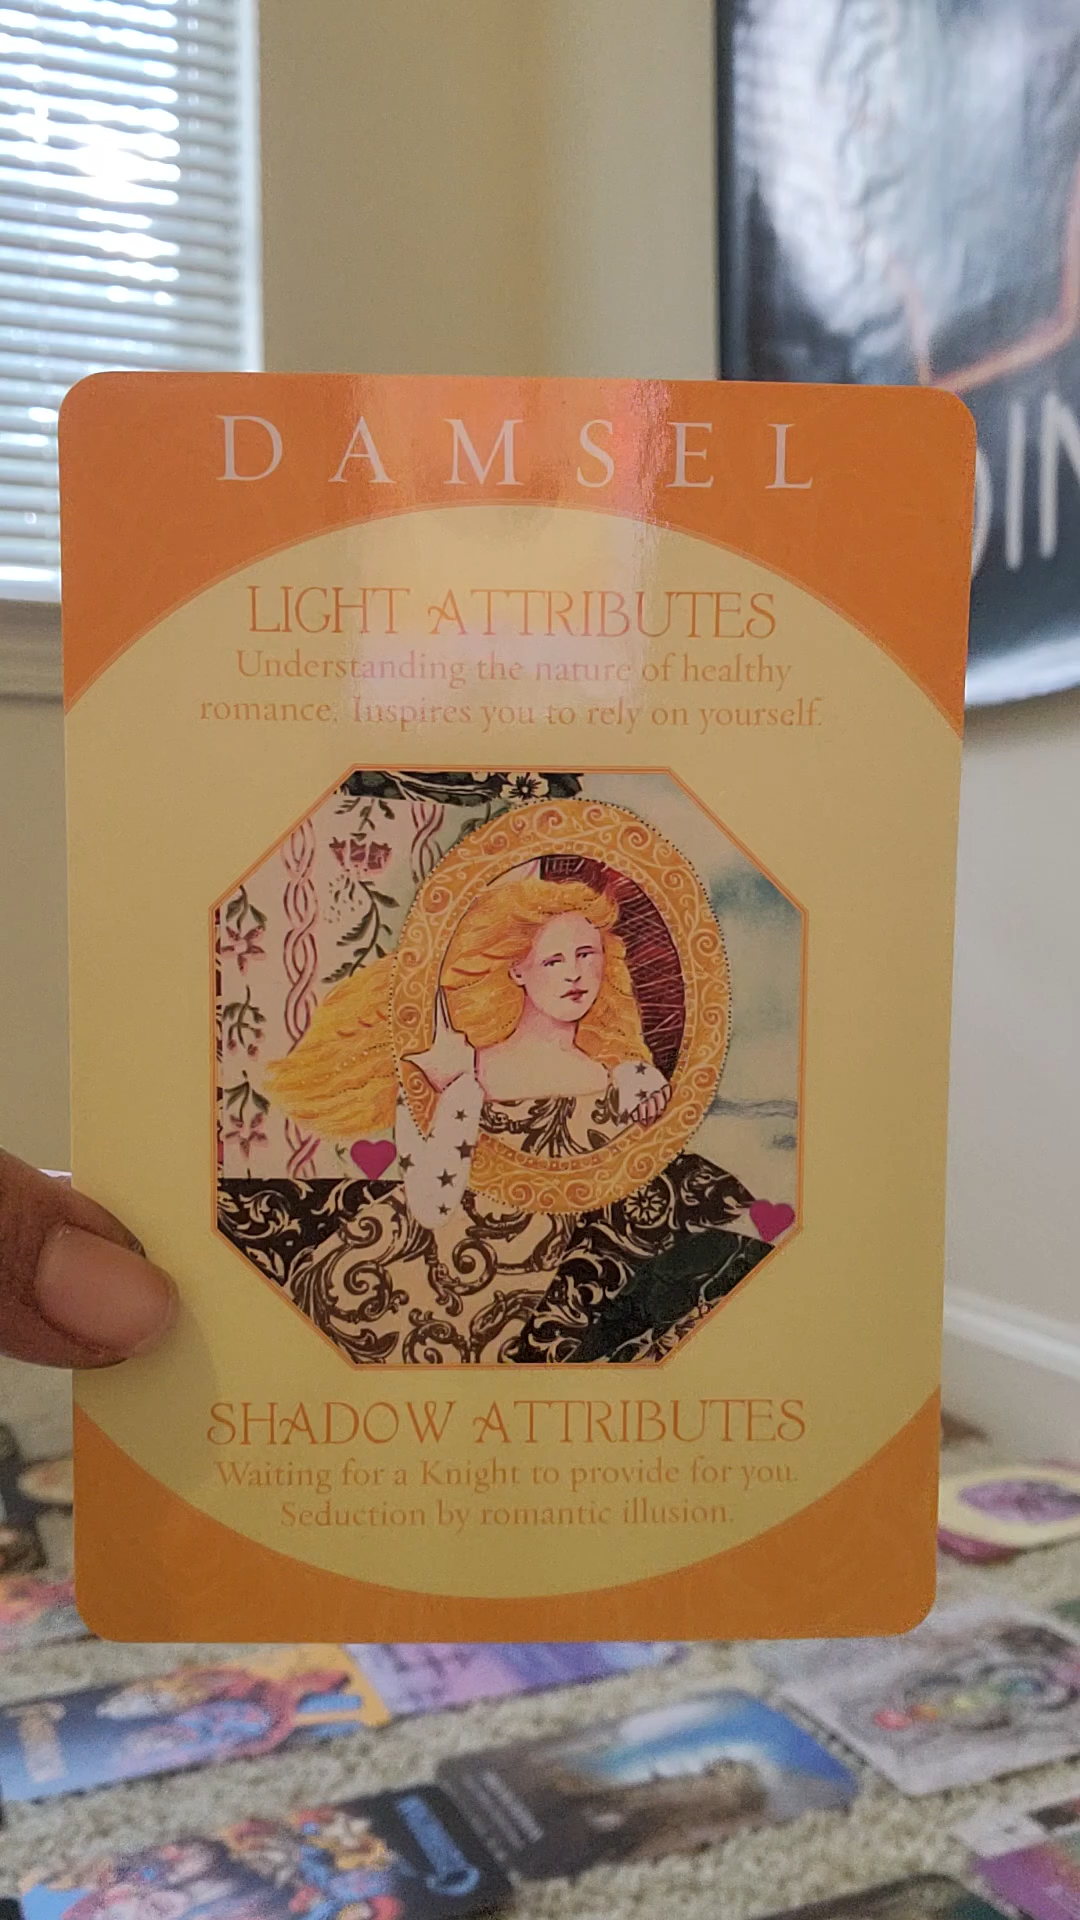 DAMSEL
LIGHT ATTRIBUTES
Understanding the nature of healthy
romance. Inspires you to rely on yourself.
SHADOW ATTRIBUTES
Waiting for a Knight to provide for you.
Seduction by romantic illusion.